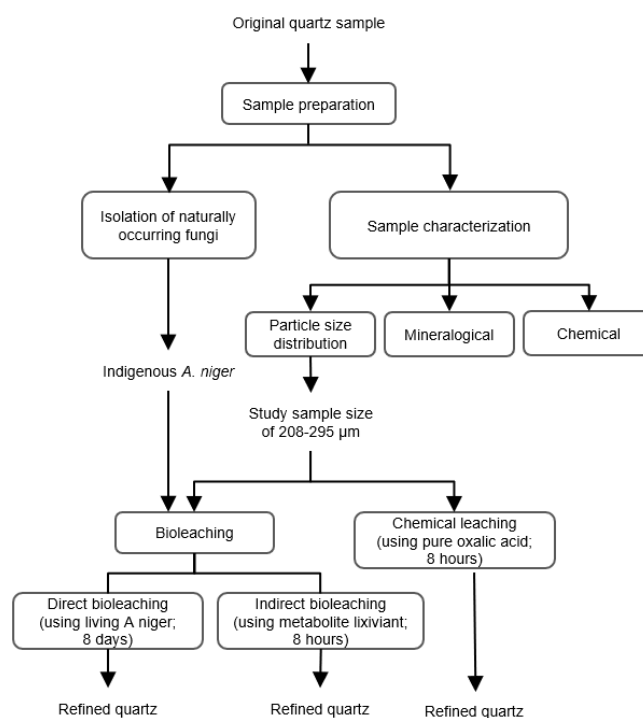 Original quartz sample
Sample preparation
Isolation of naturally
occurring fungi
Sample characterization
Particle size
distribution
Mineralogical
Chemical
Indigenous A. niger
Study sample size
of 208-295 µm
Bioleaching
Chemical leaching
(using pure oxalic acid;
8 hours)
Direct bioleaching
(using living A niger;
8 days)
Indirect bioleaching
(using metabolite lixiviant;
8 hours)
Refined quartz
Refined quartz
Refined quartz